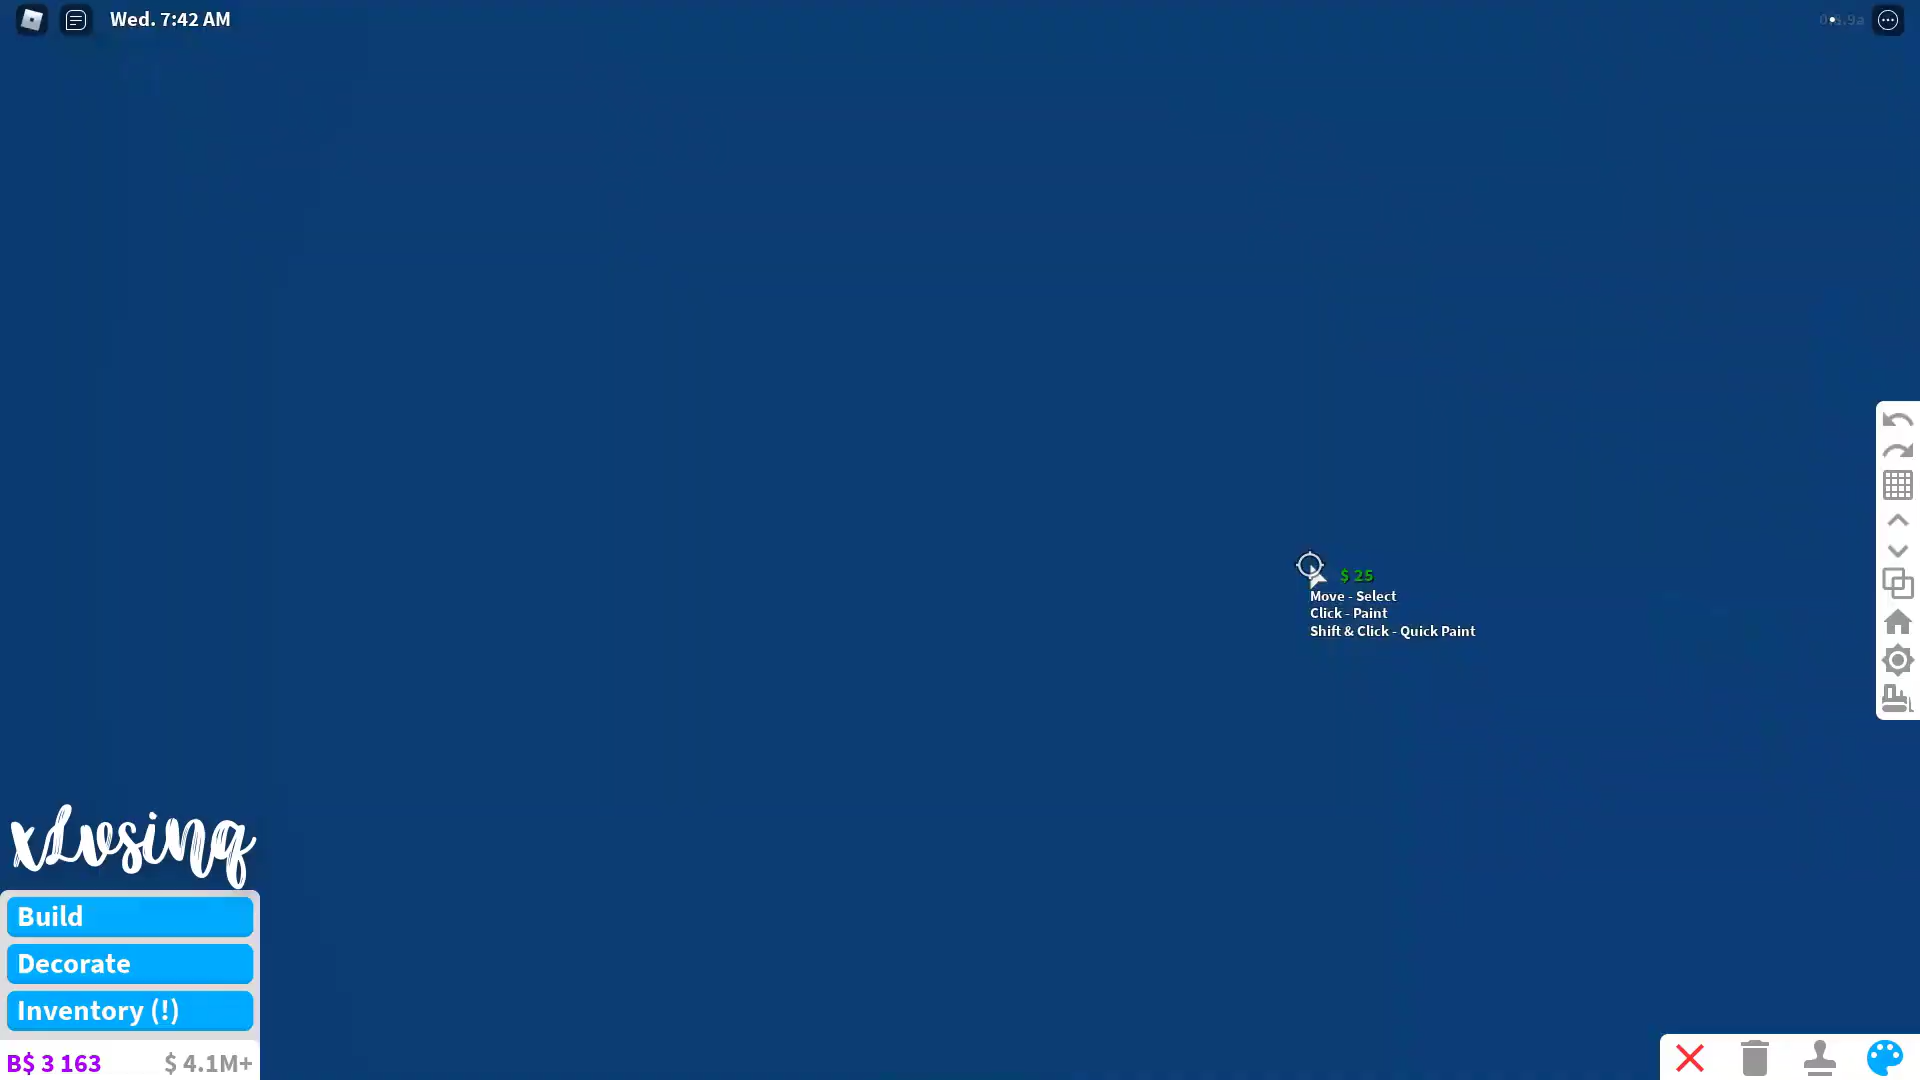 Wed. 7:42 AM
$ 25
Move - Select
Click - Paint
Shift & Click - Quick Paint
xLvsinq
Build
Decorate
Inventory (!)
B$ 3 163
$ 4.1M+